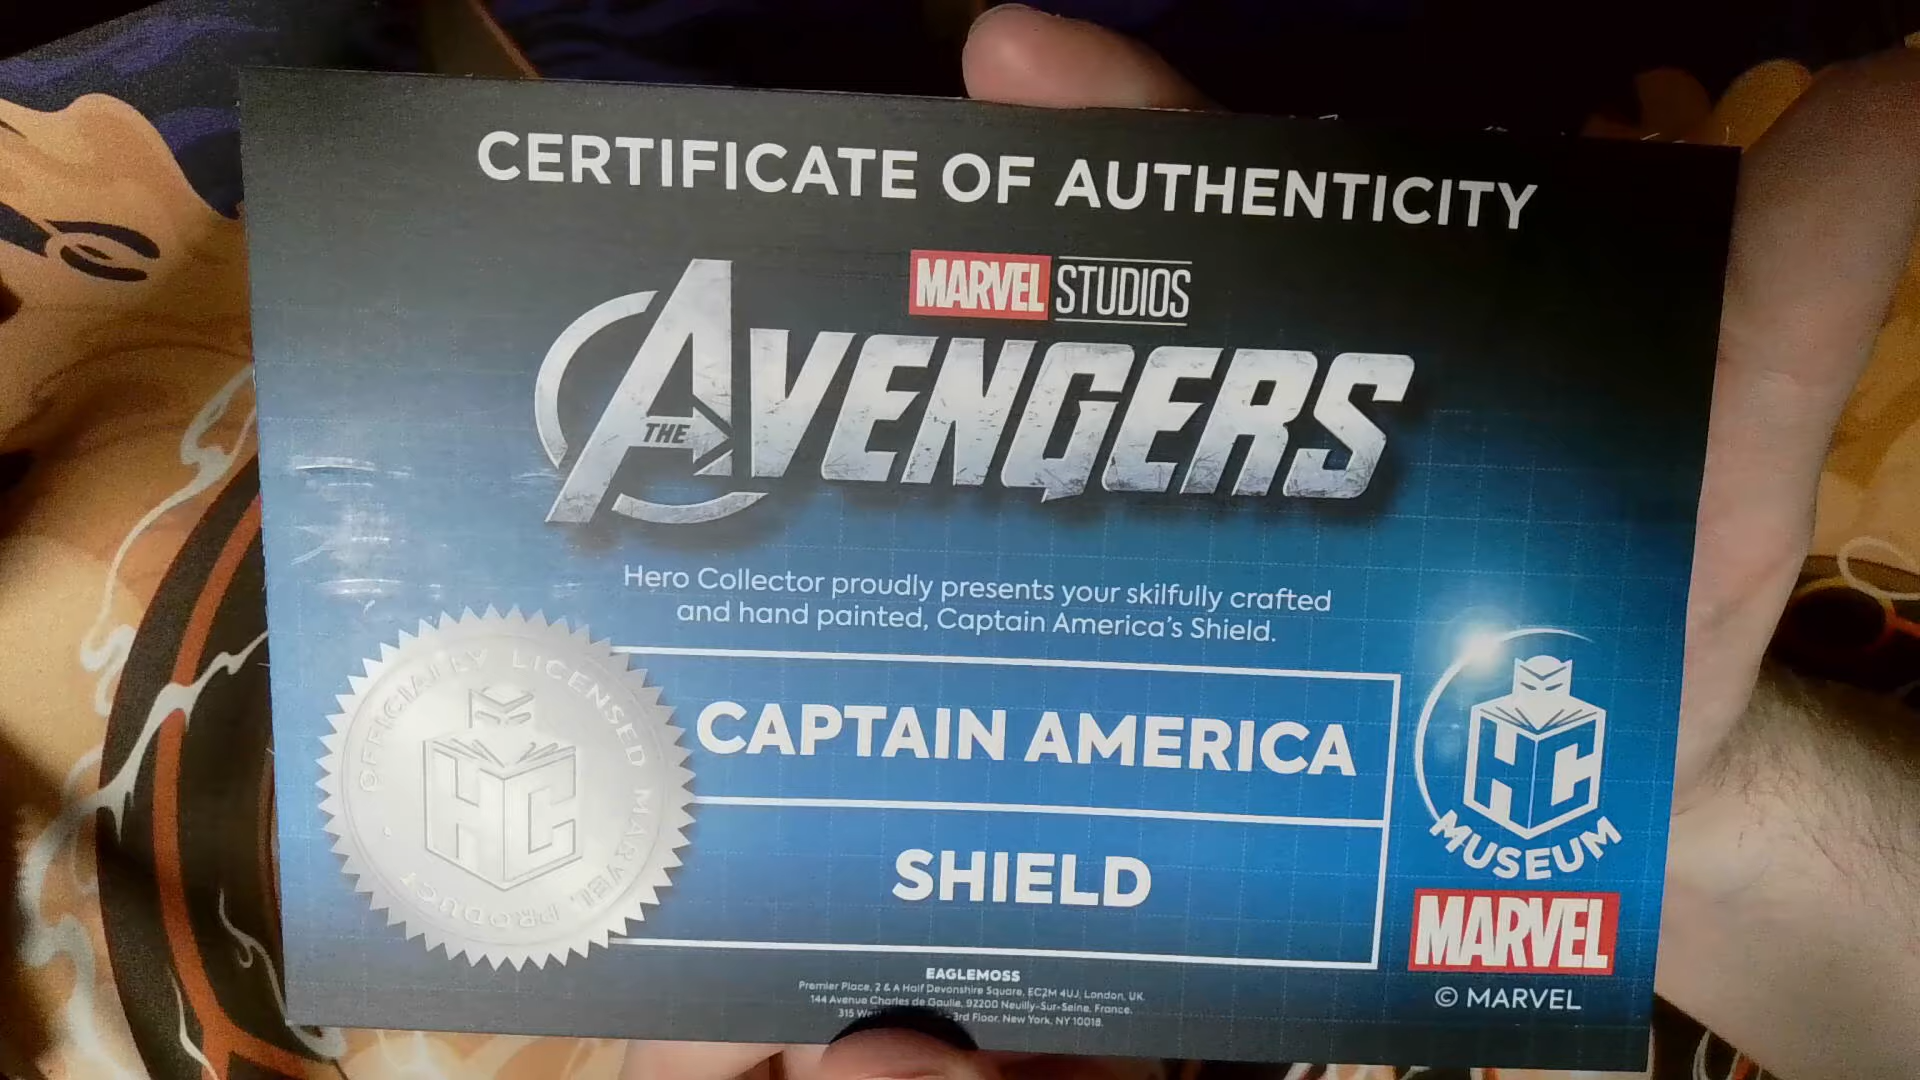 CERTIFICATE OF AUTHENTICITY
MARVEL STUDIOS
THE AVENGERS
Hero Collector proudly presents your skilfully crafted
and hand painted, Captain America's Shield.
OFFICIALLY LICENSED MARVEL PRODUCT
HC
CAPTAIN AMERICA
SHIELD
HC
MUSEUM
MARVEL
© MARVEL
EAGLEMOSS
Premier Place, 2 & A Half Devonshire Square, EC2M 4UJ, London, UK.
144 Avenue Charles de Gaulle, 92200 Neuilly-Sur-Seine, France.
315 3rd Floor, New York, NY 10018.